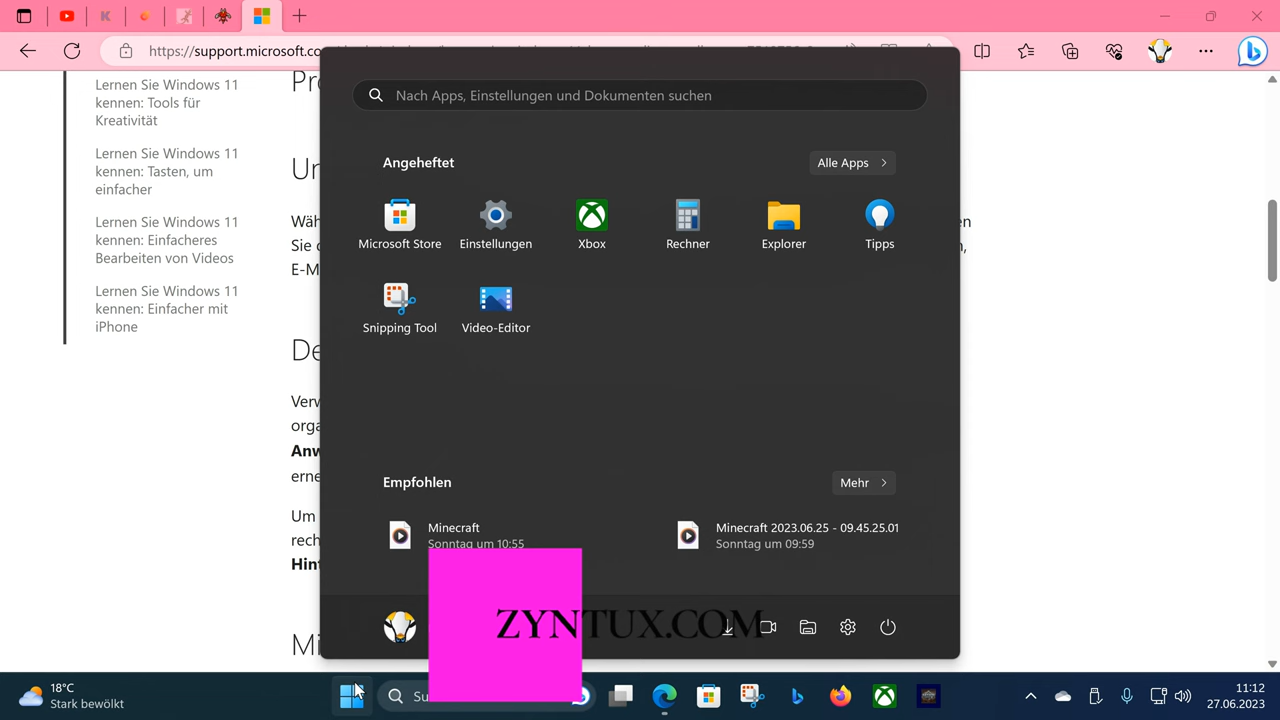 https://support.microsoft.co
Lernen Sie Windows 11
kennen: Tools für
Kreativität
Lernen Sie Windows 11
kennen: Tasten, um
einfacher
Lernen Sie Windows 11
kennen: Einfacheres
Bearbeiten von Videos
Lernen Sie Windows 11
kennen: Einfacher mit
iPhone
Sie
E-M
Um
Nach Apps, Einstellungen und Dokumenten suchen
Angeheftet
Alle Apps
Microsoft Store
Einstellungen
Xbox
Rechner
Explorer
Tipps
Snipping Tool
Video-Editor
Empfohlen
Mehr
Minecraft
Sonntag um 10:55
Minecraft 2023.06.25 - 09.45.25.01
Sonntag um 09:59
ZYNTUX.COM
18°C
Stark bewölkt
Su
11:12
27.06.2023